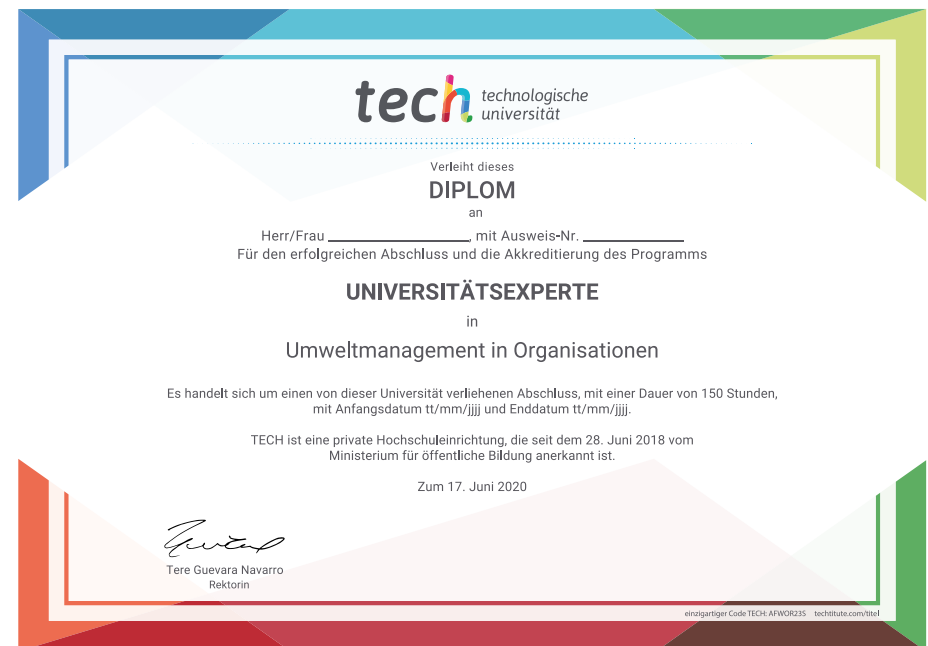 tech technologische
universität
Verleiht dieses
DIPLOM
an
Herr/Frau ____________________, mit Ausweis-Nr. ______________
Für den erfolgreichen Abschluss und die Akkreditierung des Programms
UNIVERSITÄTSEXPERTE
in
Umweltmanagement in Organisationen
Es handelt sich um einen von dieser Universität verliehenen Abschluss, mit einer Dauer von 150 Stunden,
mit Anfangsdatum tt/mm/jjjj und Enddatum tt/mm/jjjj.
TECH ist eine private Hochschuleinrichtung, die seit dem 28. Juni 2018 vom
Ministerium für öffentliche Bildung anerkannt ist.
Zum 17. Juni 2020
Tere Guevara Navarro
Rektorin
einzigartiger Code TECH: AFWOR23S techtitute.com/titel